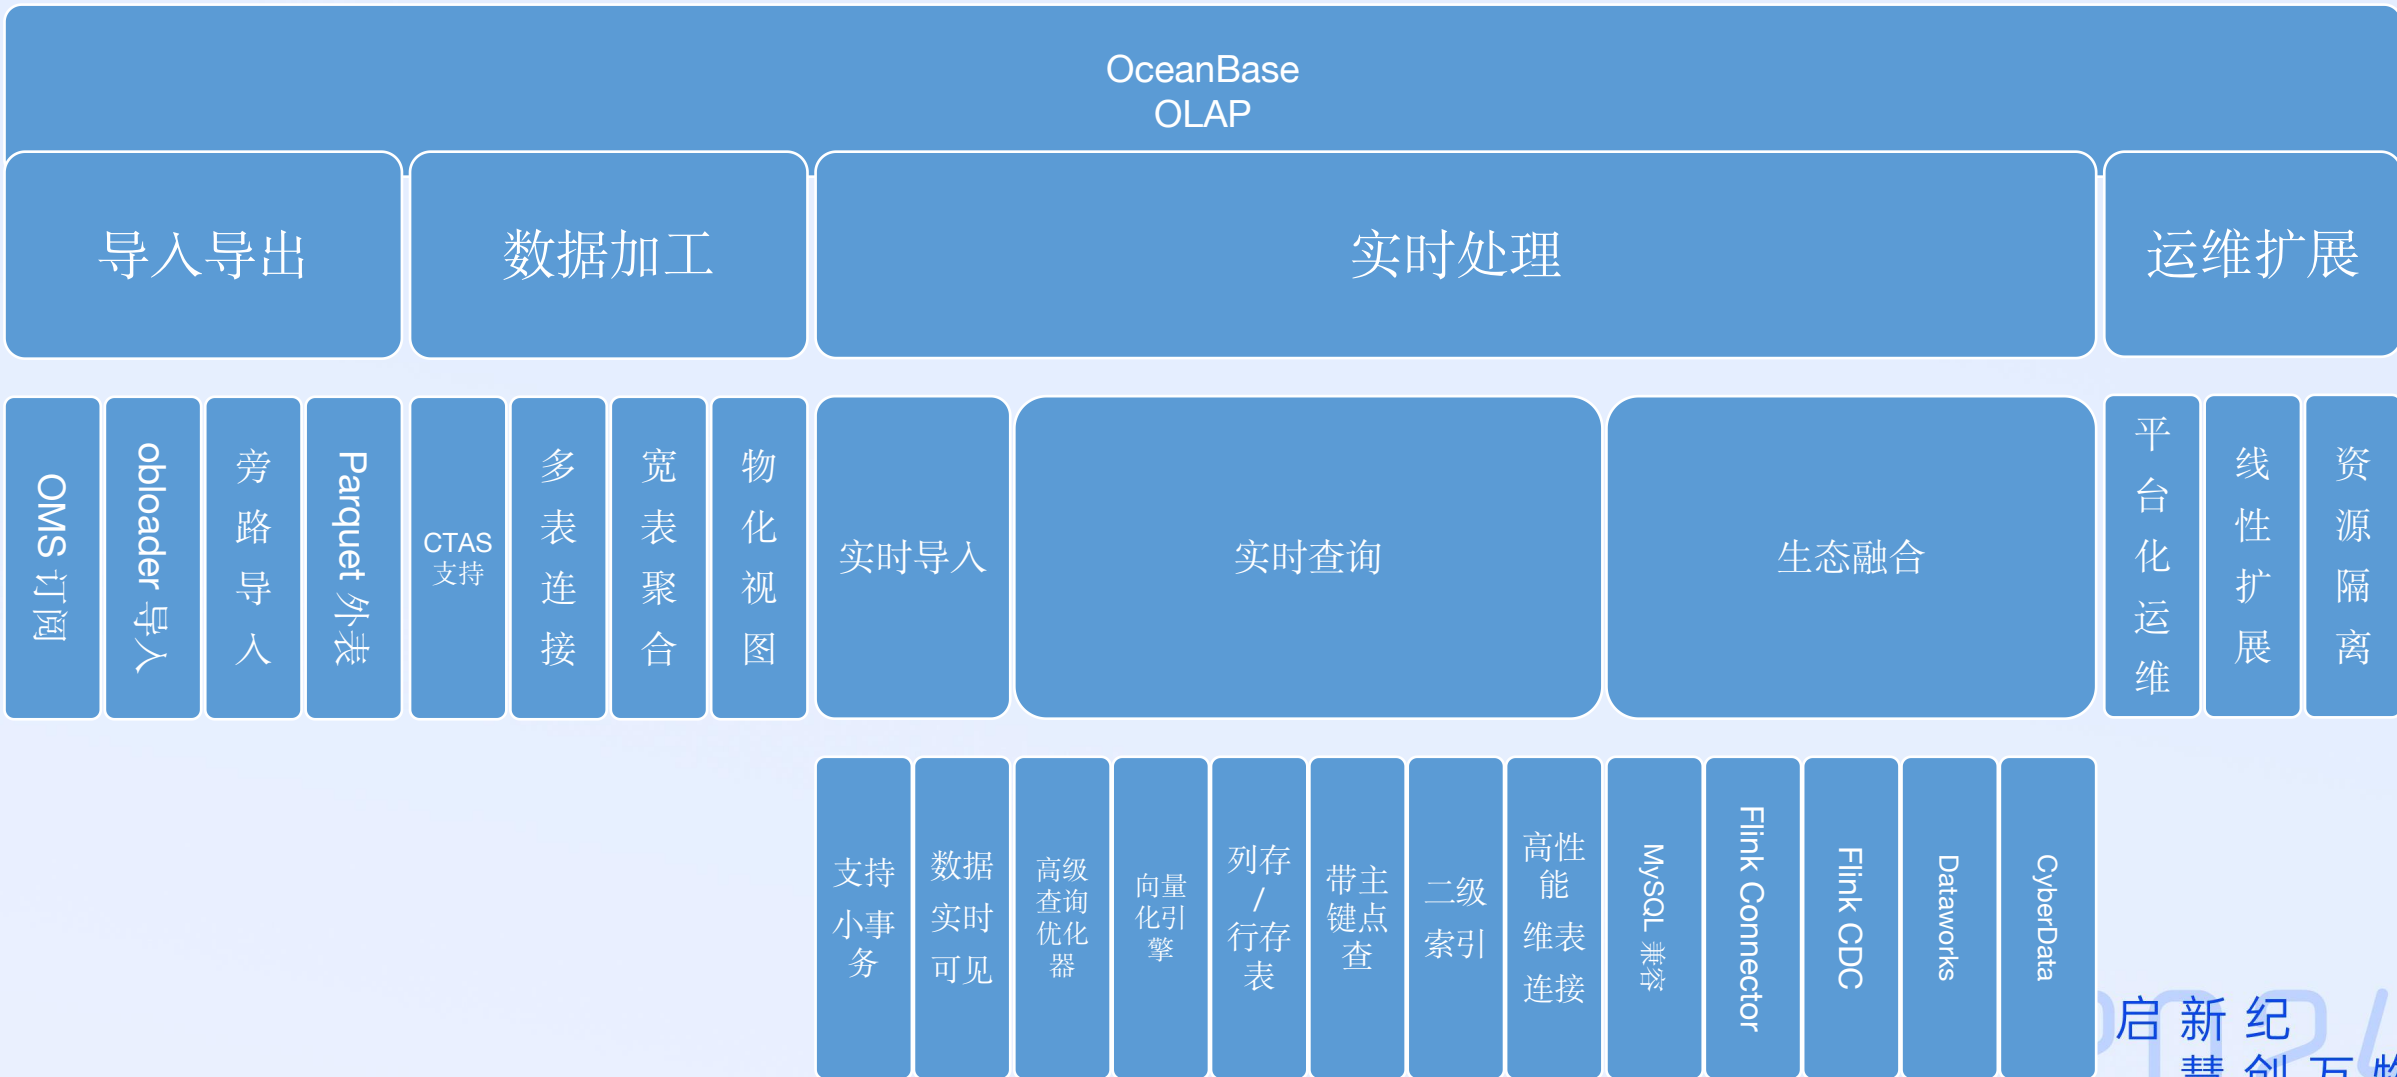 OceanBase
OLAP
导入导出
数据加工
实时处理
运维扩展
OMS 订阅
obloader 导入
旁路导入
Parquet 外表
CTAS
支持
多表连接
宽表聚合
物化视图
实时导入
实时查询
生态融合
平台化运维
线性扩展
资源隔离
支持
小事
务
数据
实时
可见
高级
查询
优化
器
向量
化引
擎
列存
/
行存
表
带主
键点
查
二级
索引
高性
能
维表
连接
MySQL 兼容
Flink Connector
Flink CDC
Dataworks
CyberData
2024
启新纪
慧创万物